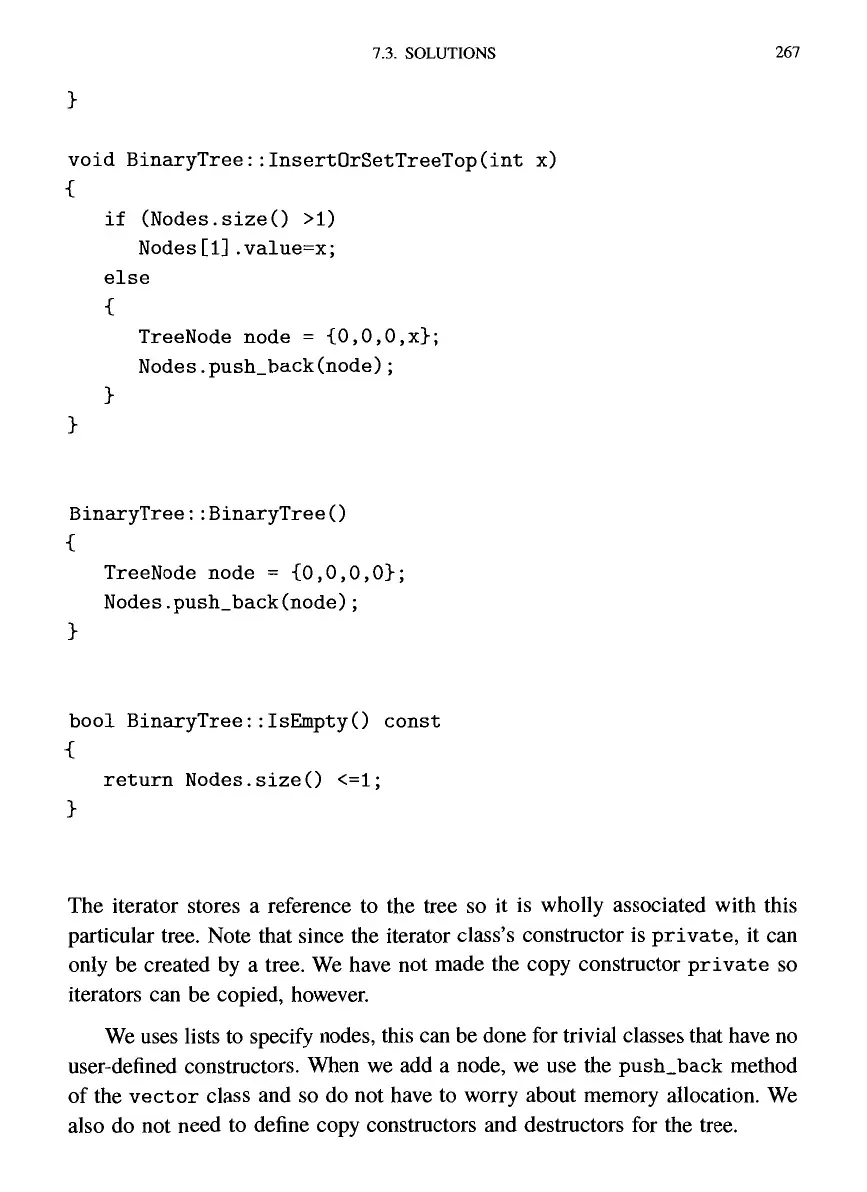 7.3. SOLUTIONS 267
}
void BinaryTree::InsertOrSetTreeTop(int x)
{
if (Nodes.size() >1)
Nodes[1].value=x;
else
{
TreeNode node = {0,0,0,x};
Nodes.push_back(node);
}
}
BinaryTree::BinaryTree()
{
TreeNode node = {0,0,0,0};
Nodes.push_back(node);
}
bool BinaryTree::IsEmpty() const
{
return Nodes.size() <=1;
}
The iterator stores a reference to the tree so it is wholly associated with this
particular tree. Note that since the iterator class's constructor is private, it can
only be created by a tree. We have not made the copy constructor private so
iterators can be copied, however.
We uses lists to specify nodes, this can be done for trivial classes that have no
user-defined constructors. When we add a node, we use the push_back method
of the vector class and so do not have to worry about memory allocation. We
also do not need to define copy constructors and destructors for the tree.